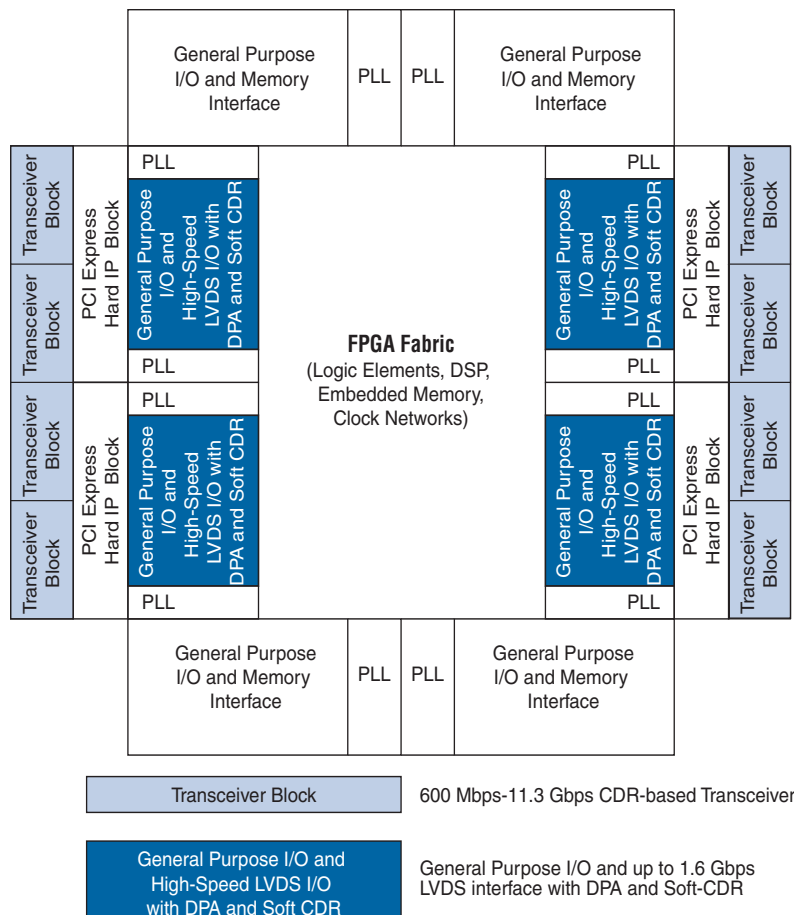 General Purpose
I/O and Memory
Interface
PLL
PLL
General Purpose
I/O and Memory
Interface
Transceiver
Block
Transceiver
Block
PCI Express
Hard IP Block
PLL
General Purpose
I/O and
High-Speed
LVDS I/O with
DPA and Soft CDR
PLL
Transceiver
Block
Transceiver
Block
PCI Express
Hard IP Block
PLL
General Purpose
I/O and
High-Speed
LVDS I/O with
DPA and Soft CDR
PLL
FPGA Fabric
(Logic Elements, DSP,
Embedded Memory,
Clock Networks)
PLL
General Purpose
I/O and
High-Speed
LVDS I/O with
DPA and Soft CDR
PLL
PCI Express
Hard IP Block
Transceiver
Block
Transceiver
Block
PLL
General Purpose
I/O and
High-Speed
LVDS I/O with
DPA and Soft CDR
PLL
PCI Express
Hard IP Block
Transceiver
Block
Transceiver
Block
General Purpose
I/O and Memory
Interface
PLL
PLL
General Purpose
I/O and Memory
Interface
Transceiver Block
600 Mbps-11.3 Gbps CDR-based Transceiver
General Purpose I/O and
High-Speed LVDS I/O
with DPA and Soft CDR
General Purpose I/O and up to 1.6 Gbps
LVDS interface with DPA and Soft-CDR